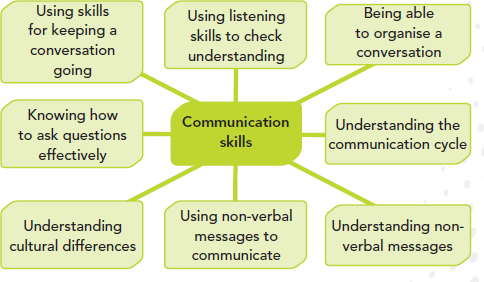 Using skills
for keeping a
conversation
going
Using listening
skills to check
understanding
Being able
to organise a
conversation
Knowing how
to ask questions
effectively
Communication
skills
Understanding the
communication cycle
Understanding
cultural differences
Using non-verbal
messages to
communicate
Understanding non-
verbal messages